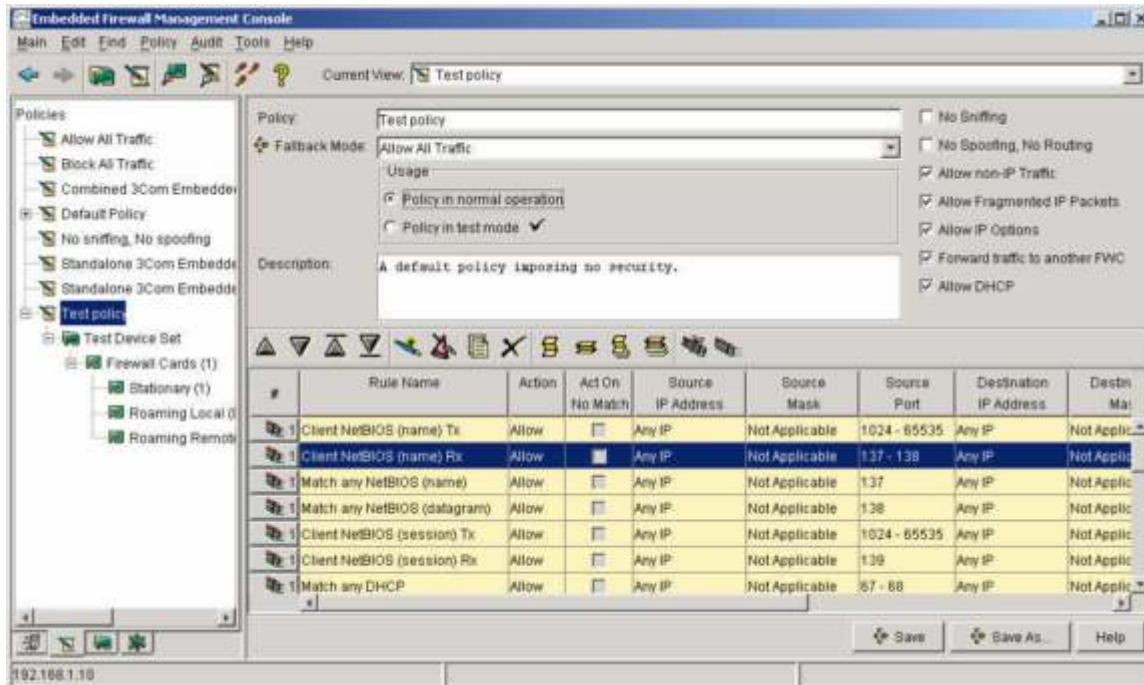 Embedded Firewall Management Console
Main Edit Find Policy Audit Tools Help
Current View: Test policy
Policies
Allow All Traffic
Block All Traffic
Combined 3Com Embedded
Default Policy
No sniffing, No spoofing
Standalone 3Com Embedde
Standalone 3Com Embedde
Test policy
Test Device Set
Firewall Cards (1)
Stationary (1)
Roaming Local (
Roaming Remot
Policy: Test policy
Fallback Mode: Allow All Traffic
Usage
Policy in normal operation
Policy in test mode
Description: A default policy imposing no security.
No Sniffing
No Spoofing, No Routing
Allow non-IP Traffic
Allow Fragmented IP Packets
Allow IP Options
Forward traffic to another FWC
Allow DHCP
# Rule Name Action Act On No Match Source IP Address Source Mask Source Port Destination IP Address Destin Ma
1 Client NetBIOS (name) Tx Allow Any IP Not Applicable 1024 - 65535 Any IP Not Applic
1 Client NetBIOS (name) Rx Allow Any IP Not Applicable 137 - 138 Any IP Not Applic
1 Match any NetBIOS (name) Allow Any IP Not Applicable 137 Any IP Not Applic
1 Match any NetBIOS (datagram) Allow Any IP Not Applicable 138 Any IP Not Applic
1 Client NetBIOS (session) Tx Allow Any IP Not Applicable 1024 - 65535 Any IP Not Applic
1 Client NetBIOS (session) Rx Allow Any IP Not Applicable 139 Any IP Not Applic
1 Match any DHCP Allow Any IP Not Applicable 67 - 68 Any IP Not Applic
Save Save As... Help
192.168.1.10